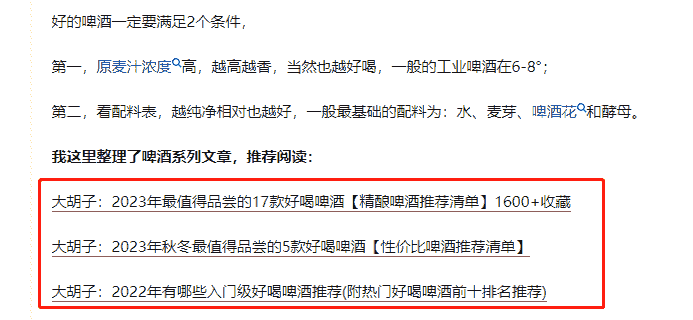 好的啤酒一定要满足2个条件，
第一，原麦汁浓度高，越高越香，当然也越好喝，一般的工业啤酒在6-8°；
第二，看配料表，越纯净相对也越好，一般最基础的配料为：水、麦芽、啤酒花和酵母。
我这里整理了啤酒系列文章，推荐阅读：
大胡子：2023年最值得品尝的17款好喝啤酒【精酿啤酒推荐清单】1600+收藏
大胡子：2023年秋冬最值得品尝的5款好喝啤酒【性价比啤酒推荐清单】
大胡子：2022年有哪些入门级好喝啤酒推荐(附热门好喝啤酒前十排名推荐)